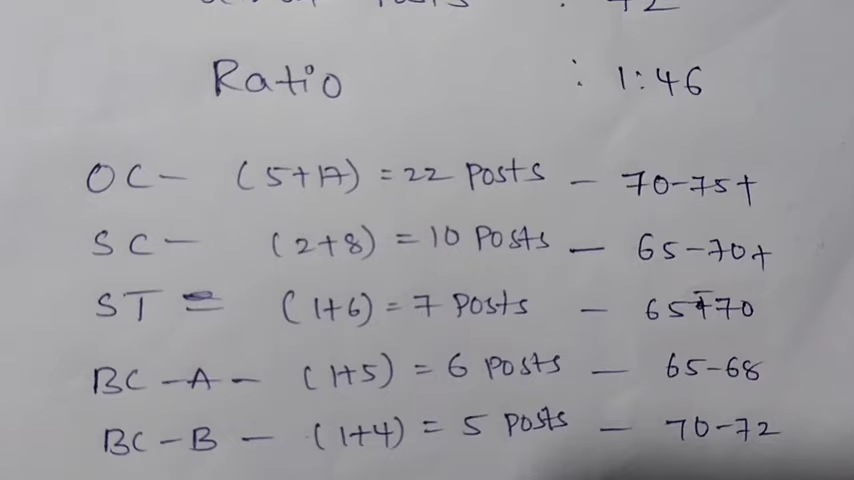 Posts : 42
Ratio : 1:46
OC - (5+17) = 22 Posts - 70-75+
SC - (2+8) = 10 Posts - 65-70+
ST = (1+6) = 7 Posts - 65-70
BC-A - (1+5) = 6 Posts - 65-68
BC-B - (1+4) = 5 Posts - 70-72